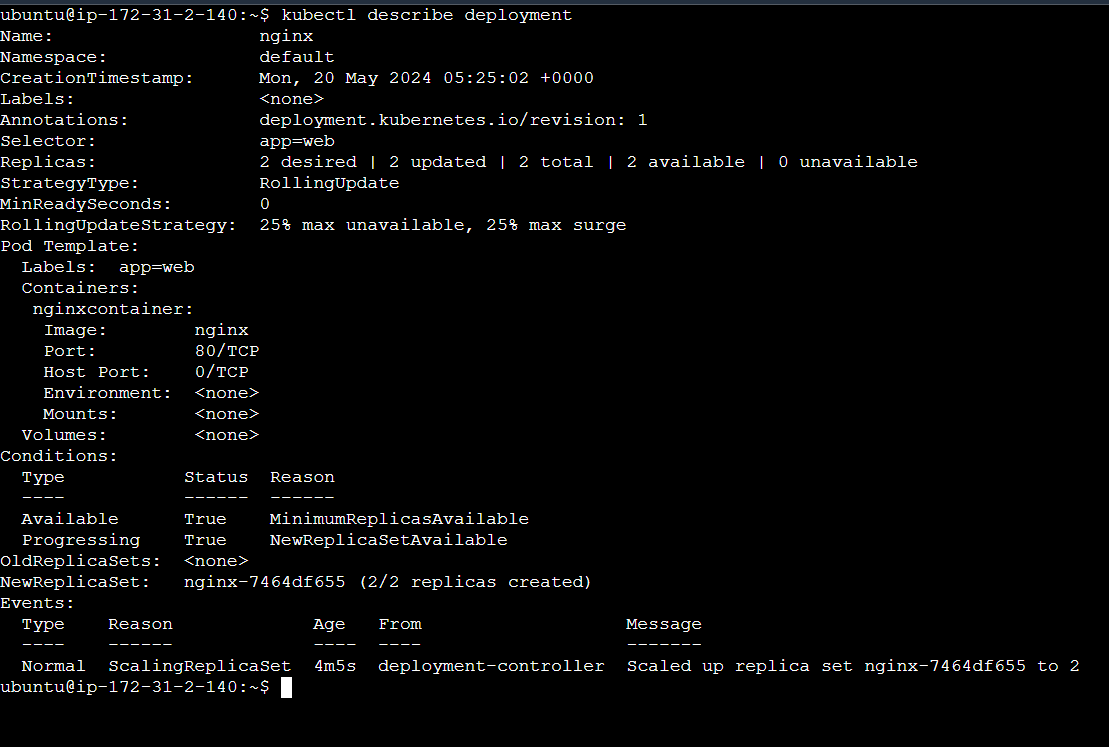 ubuntu@ip-172-31-2-140:~$ kubectl describe deployment
Name:                   nginx
Namespace:              default
CreationTimestamp:      Mon, 20 May 2024 05:25:02 +0000
Labels:                 <none>
Annotations:            deployment.kubernetes.io/revision: 1
Selector:               app=web
Replicas:               2 desired | 2 updated | 2 total | 2 available | 0 unavailable
StrategyType:           RollingUpdate
MinReadySeconds:        0
RollingUpdateStrategy:  25% max unavailable, 25% max surge
Pod Template:
  Labels:  app=web
  Containers:
   nginxcontainer:
    Image:        nginx
    Port:         80/TCP
    Host Port:    0/TCP
    Environment:  <none>
    Mounts:       <none>
  Volumes:        <none>
Conditions:
  Type           Status  Reason
  ----           ------  ------
  Available      True    MinimumReplicasAvailable
  Progressing    True    NewReplicaSetAvailable
OldReplicaSets:  <none>
NewReplicaSet:   nginx-7464df655 (2/2 replicas created)
Events:
  Type    Reason             Age   From                   Message
  ----    ------             ----  ----                   -------
  Normal  ScalingReplicaSet  4m5s  deployment-controller  Scaled up replica set nginx-7464df655 to 2
ubuntu@ip-172-31-2-140:~$